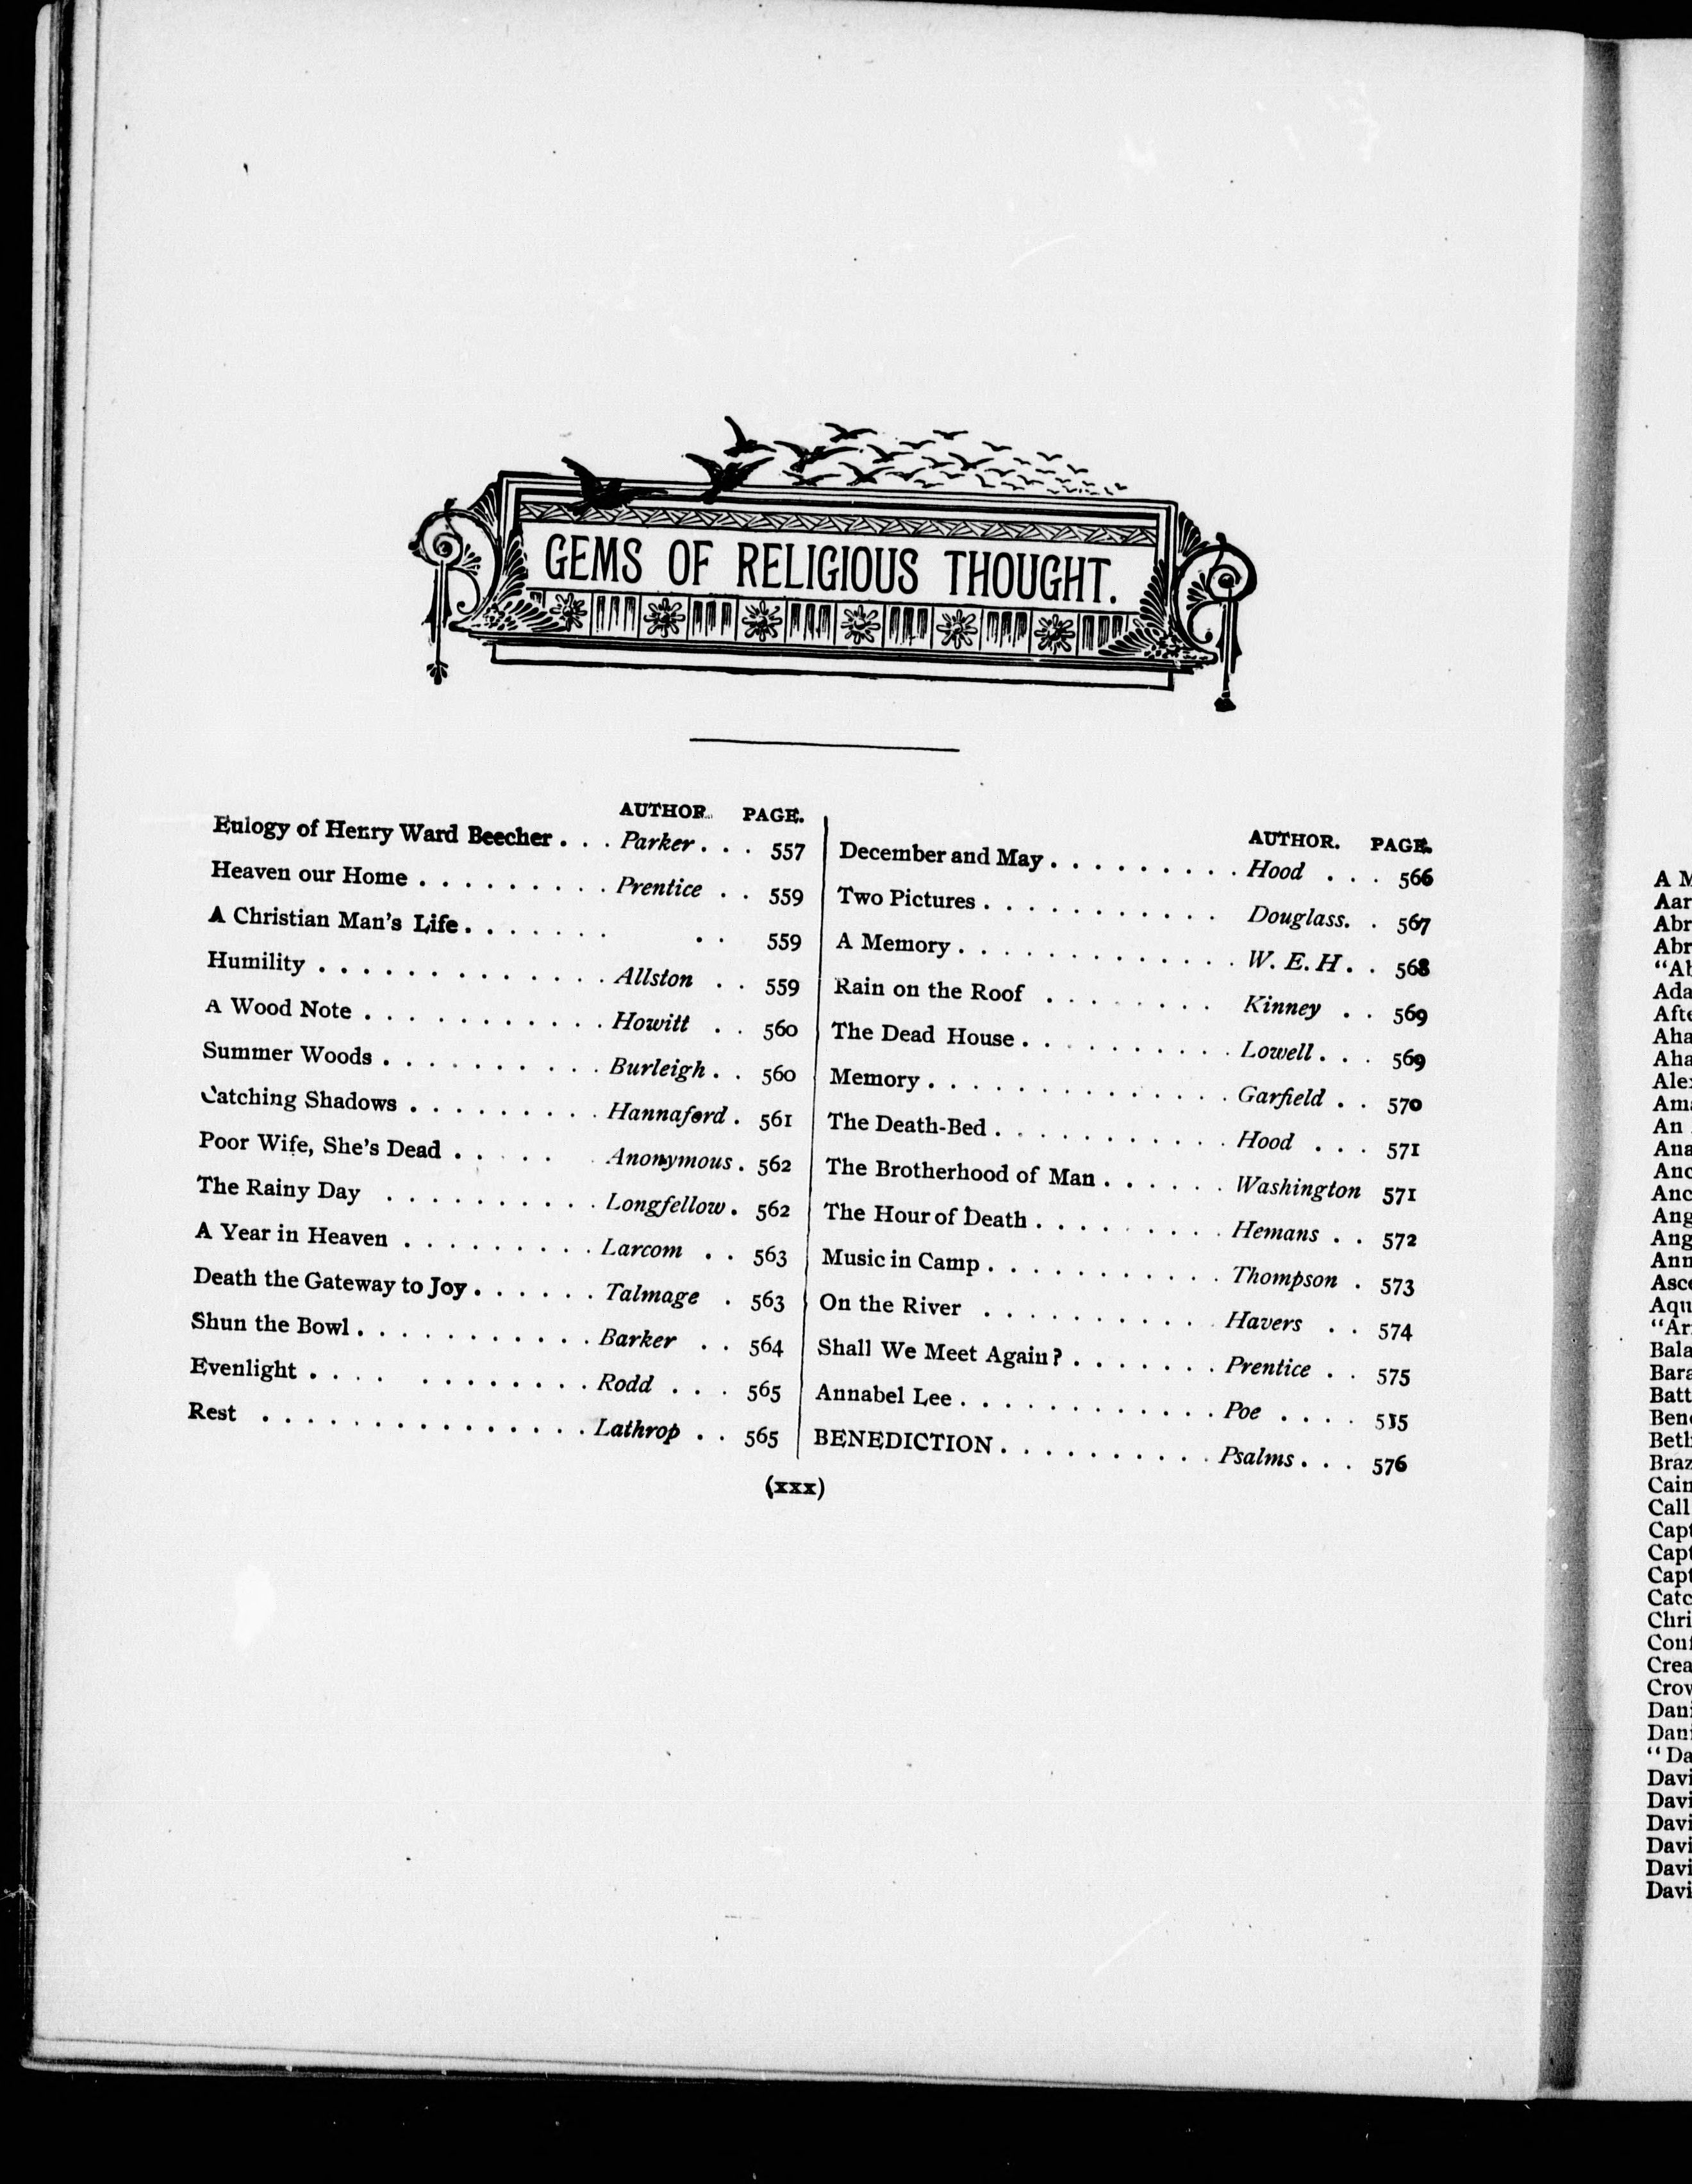 GEMS OF RELIGIOUS THOUGHT.
AUTHOR. PAGE.
Eulogy of Henry Ward Beecher . . . Parker . . . 557
Heaven our Home . . . . . . . . . Prentice . . 559
A Christian Man's Life . . . . . . . . . 559
Humility . . . . . . . . . . . . . Allston . . 559
A Wood Note . . . . . . . . . . . Howitt . . 560
Summer Woods . . . . . . . . . . Burleigh . . 560
Catching Shadows . . . . . . . . . Hannaford . 561
Poor Wife, She's Dead . . . . . . Anonymous . 562
The Rainy Day . . . . . . . . . . Longfellow . 562
A Year in Heaven . . . . . . . . . Larcom . . 563
Death the Gateway to Joy . . . . . . Talmage . 563
Shun the Bowl . . . . . . . . . . . Barker . . 564
Evenlight . . . . . . . . . . . . Rodd . . . 565
Rest . . . . . . . . . . . . . . . Lathrop . . 565
AUTHOR. PAGE.
December and May . . . . . . . . . Hood . . . 566
Two Pictures . . . . . . . . . . . Douglass. . 567
A Memory . . . . . . . . . . . . . W. E. H . . 568
Rain on the Roof . . . . . . . . Kinney . . 569
The Dead House . . . . . . . . . . Lowell . . . 569
Memory . . . . . . . . . . . . . . Garfield . . 570
The Death-Bed . . . . . . . . . . . Hood . . . 571
The Brotherhood of Man . . . . . . Washington 571
The Hour of Death . . . . . . . . Hemans . . 572
Music in Camp . . . . . . . . . . . Thompson . 573
On the River . . . . . . . . . . . Havers . . 574
Shall We Meet Again? . . . . . . . Prentice . . 575
Annabel Lee . . . . . . . . . . . . Poe . . . . 515
BENEDICTION . . . . . . . . . . Psalms . . . 576
(xxx)